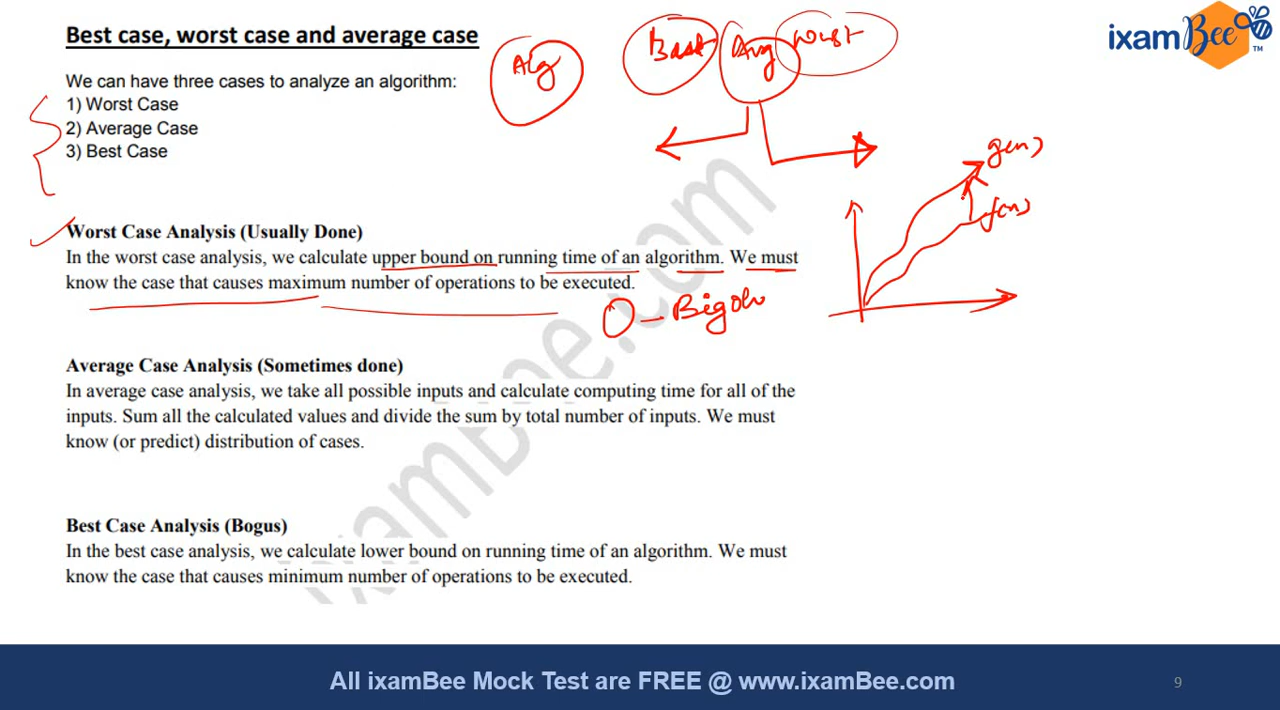 Best case, worst case and average case
Alg
Best Avg Worst
ixamBee™
We can have three cases to analyze an algorithm:
1) Worst Case
2) Average Case
3) Best Case
g(n)
f(n)
Worst Case Analysis (Usually Done)
In the worst case analysis, we calculate upper bound on running time of an algorithm. We must
know the case that causes maximum number of operations to be executed.
O - Big oh
Average Case Analysis (Sometimes done)
In average case analysis, we take all possible inputs and calculate computing time for all of the
inputs. Sum all the calculated values and divide the sum by total number of inputs. We must
know (or predict) distribution of cases.
Best Case Analysis (Bogus)
In the best case analysis, we calculate lower bound on running time of an algorithm. We must
know the case that causes minimum number of operations to be executed.
ixamBee.com
All ixamBee Mock Test are FREE @ www.ixamBee.com
9